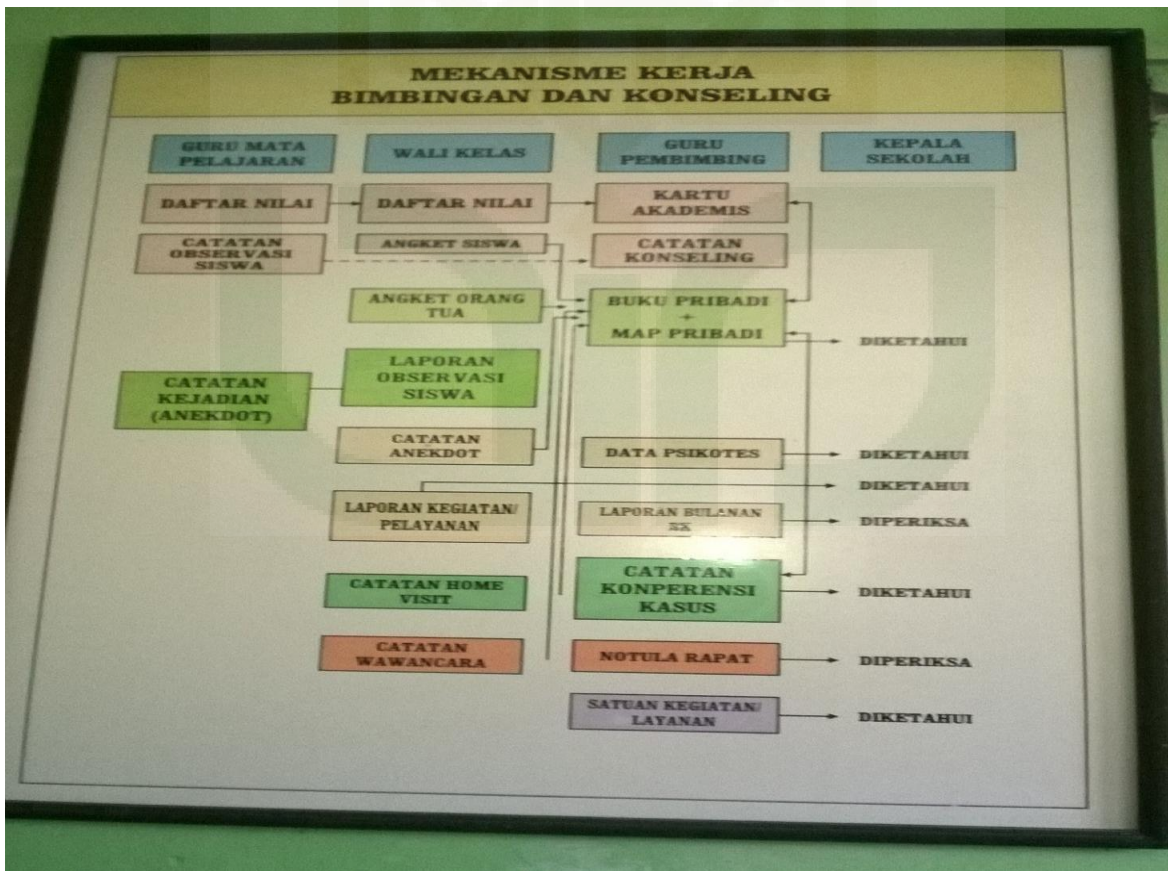 MEKANISME KERJA
BIMBINGAN DAN KONSELING
GURU MATA
PELAJARAN
WALI KELAS
GURU
PEMBIMBING
KEPALA
SEKOLAH
DAFTAR NILAI
DAFTAR NILAI
KARTU
AKADEMIS
CATATAN
OBSERVASI
SISWA
ANGKET SISWA
CATATAN
KONSELING
ANGKET ORANG
TUA
BUKU PRIBADI
+
MAP PRIBADI
DIKETAHUI
CATATAN
KEJADIAN
(ANEKDOT)
LAPORAN
OBSERVASI
SISWA
CATATAN
ANEKDOT
DATA PSIKOTES
DIKETAHUI
LAPORAN KEGIATAN/
PELAYANAN
DIKETAHUI
LAPORAN BULANAN
BK
DIPERIKSA
CATATAN HOME
VISIT
CATATAN
KONPERENSI
KASUS
DIKETAHUI
CATATAN
WAWANCARA
NOTULA RAPAT
DIPERIKSA
SATUAN KEGIATAN/
LAYANAN
DIKETAHUI